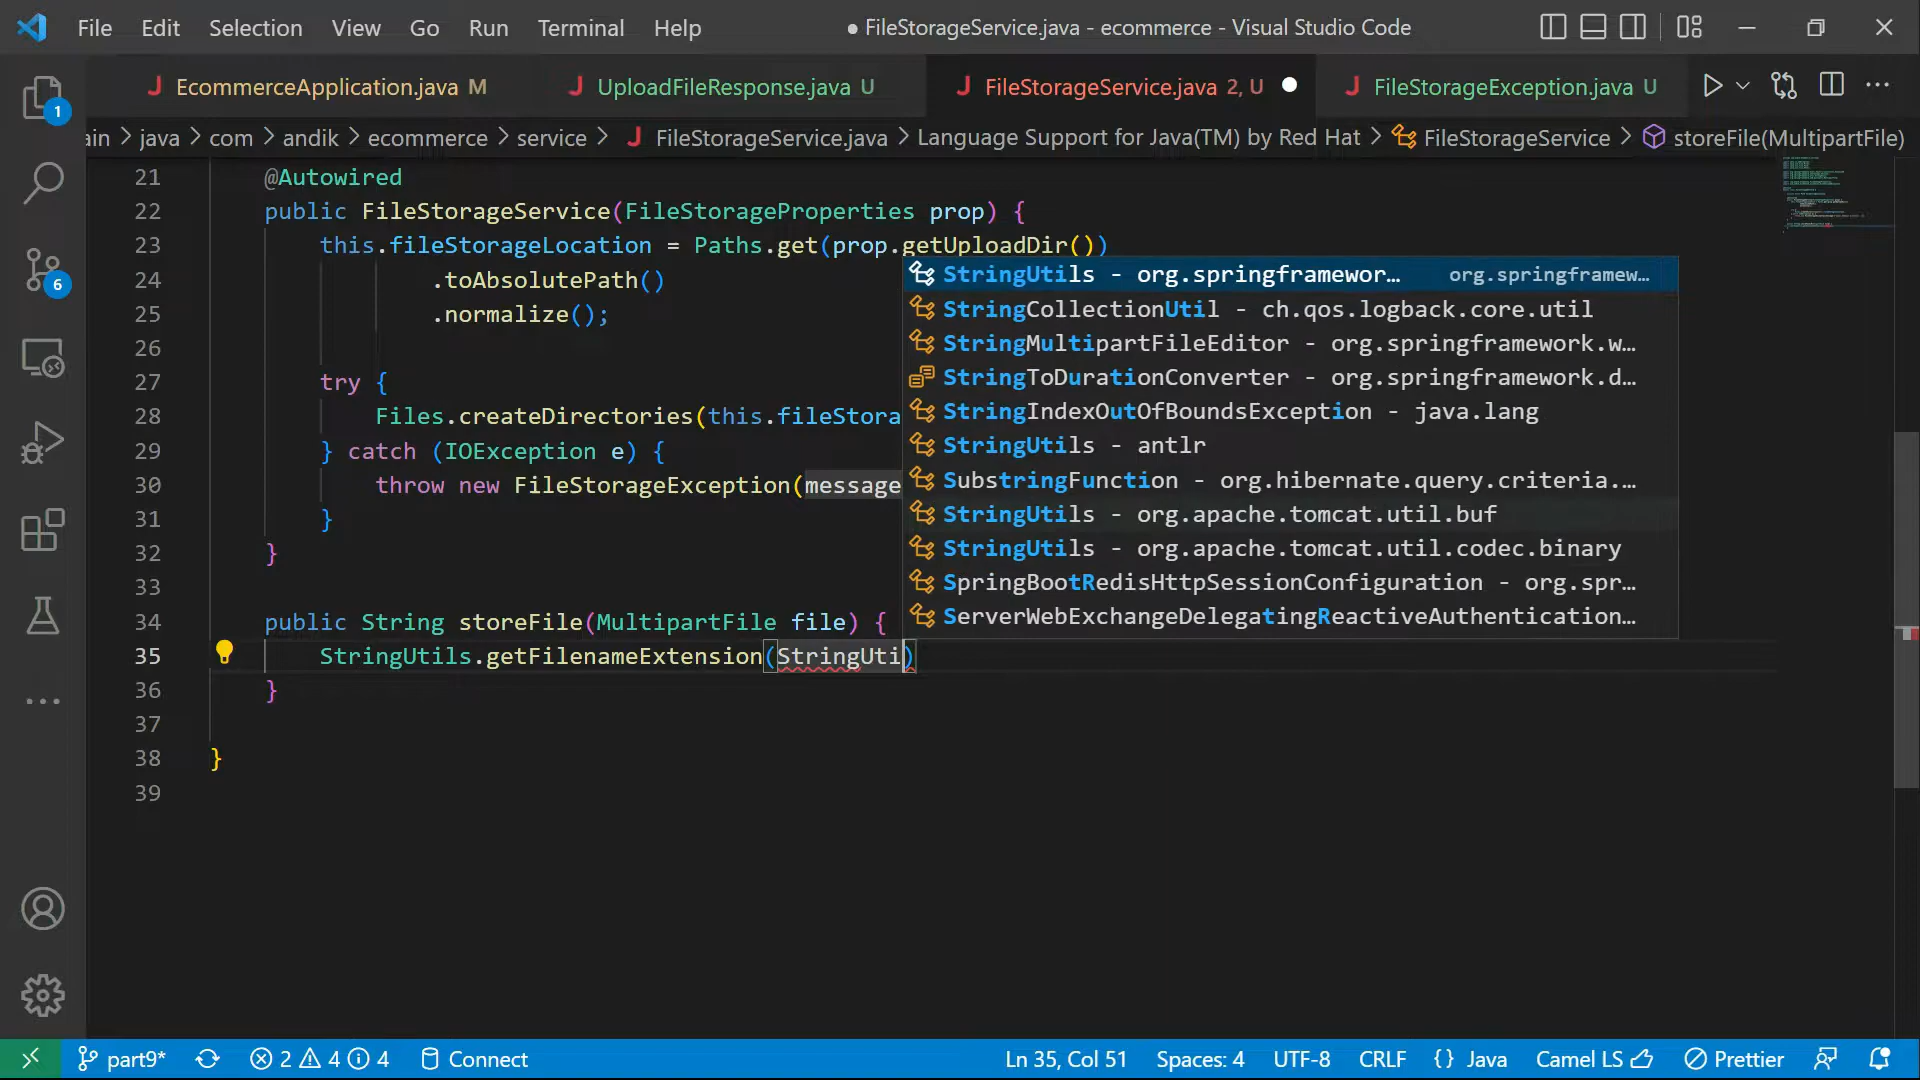 File Edit Selection View Go Run Terminal Help ● FileStorageService.java - ecommerce - Visual Studio Code
EcommerceApplication.java M UploadFileResponse.java U FileStorageService.java 2, U FileStorageException.java U
ain > java > com > andik > ecommerce > service > FileStorageService.java > Language Support for Java(TM) by Red Hat > FileStorageService > storeFile(MultipartFile)
21 @Autowired
22 public FileStorageService(FileStorageProperties prop) {
23 this.fileStorageLocation = Paths.get(prop.getUploadDir())
24 .toAbsolutePath()
25 .normalize();
26
27 try {
28 Files.createDirectories(this.fileStora
29 } catch (IOException e) {
30 throw new FileStorageException(message
31 }
32 }
33
34 public String storeFile(MultipartFile file) {
35 StringUtils.getFilenameExtension(StringUti)
36 }
37
38 }
39
StringUtils - org.springframewor... org.springframew...
StringCollectionUtil - ch.qos.logback.core.util
StringMultipartFileEditor - org.springframework.w...
StringToDurationConverter - org.springframework.d...
StringIndexOutOfBoundsException - java.lang
StringUtils - antlr
SubstringFunction - org.hibernate.query.criteria....
StringUtils - org.apache.tomcat.util.buf
StringUtils - org.apache.tomcat.util.codec.binary
SpringBootRedisHttpSessionConfiguration - org.spr...
ServerWebExchangeDelegatingReactiveAuthentication...
1
6
part9* 2 4 4 Connect Ln 35, Col 51 Spaces: 4 UTF-8 CRLF {} Java Camel LS Prettier